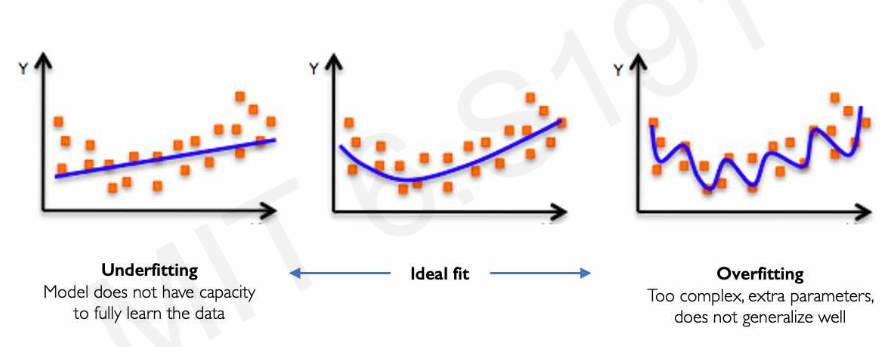 MIT 6.S191
Y
Y
Y
Underfitting
Model does not have capacity
to fully learn the data
Ideal fit
Overfitting
Too complex, extra parameters,
does not generalize well